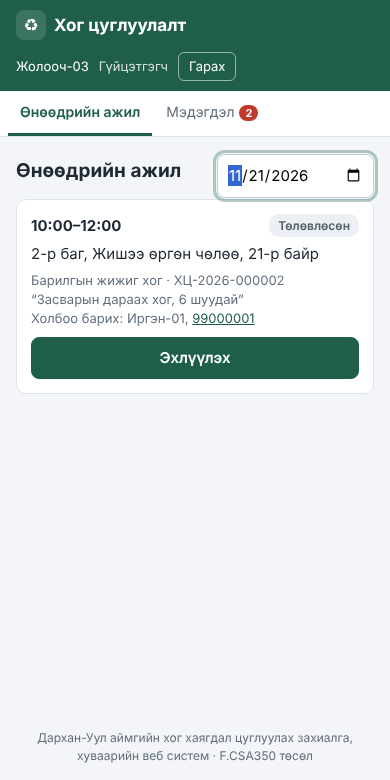 Хог цуглуулалт
Жолооч-03 Гүйцэтгэгч Гарах
Өнөөдрийн ажил Мэдэгдэл 2
Өнөөдрийн ажил 11/21/2026
10:00–12:00 Төлөвлөсөн
2-р баг, Жишээ өргөн чөлөө, 21-р байр
Барилгын жижиг хог · ХЦ-2026-000002
“Засварын дараах хог, 6 шуудай”
Холбоо барих: Иргэн-01, 99000001
Эхлүүлэх
Дархан-Уул аймгийн хог хаягдал цуглуулах захиалга,
хуваарийн веб систем · F.CSA350 төсөл